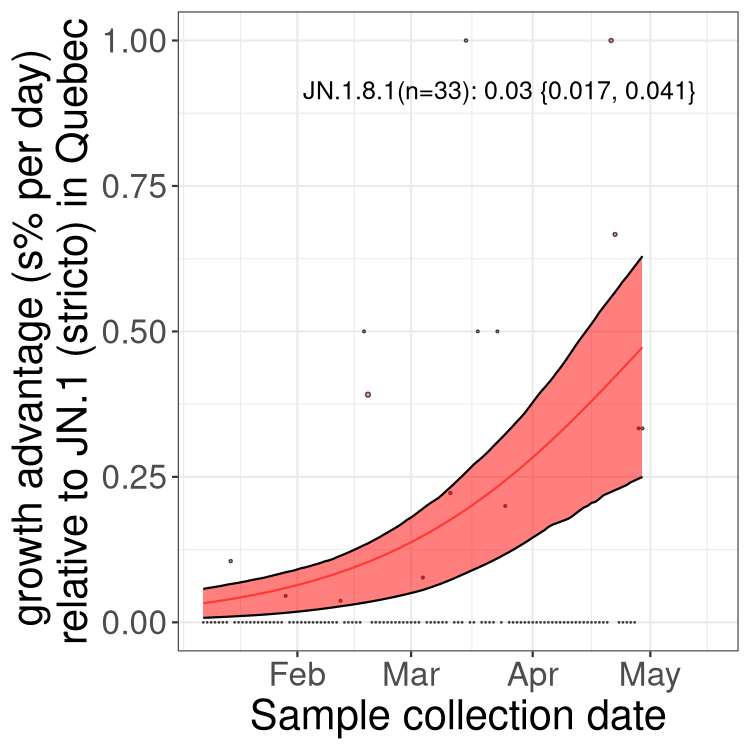 growth advantage (s% per day)
relative to JN.1 (stricto) in Quebec
1.00
0.75
0.50
0.25
0.00
JN.1.8.1(n=33): 0.03 {0.017, 0.041}
Feb Mar Apr May
Sample collection date